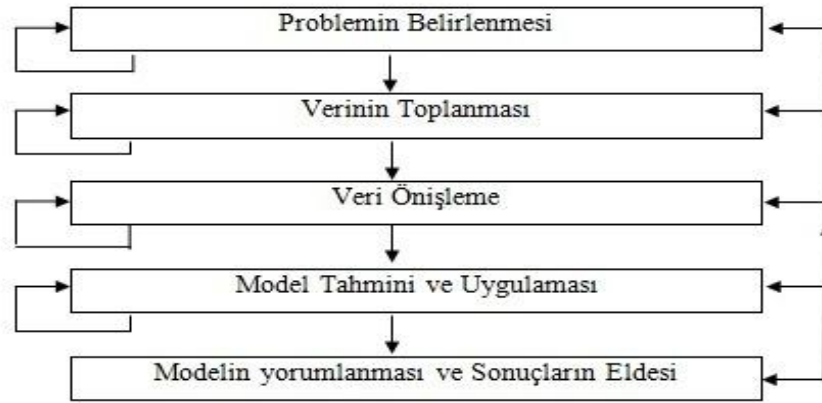 Problemin Belirlenmesi
Verinin Toplanması
Veri Önişleme
Model Tahmini ve Uygulaması
Modelin yorumlanması ve Sonuçların Eldesi